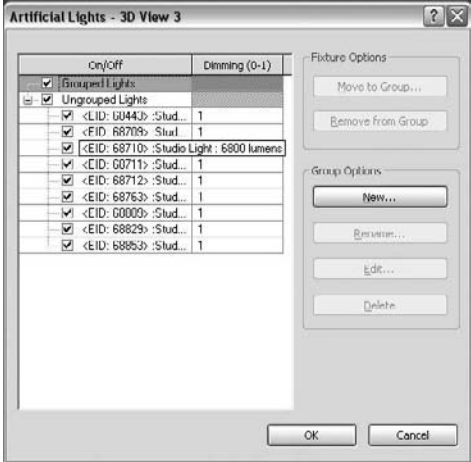 Artificial Lights - 3D View 3
On/Off
Dimming (0-1)
Grouped Lights
Ungrouped Lights
<EID: 60443> :Stud... 1
<EID: 68709> :Stud... 1
<EID: 68710> :Studio Light : 6800 lumens
<EID: 60711> :Stud... 1
<EID: 68712> :Stud... 1
<EID: 68763> :Stud... 1
<EID: 60009> :Stud... 1
<EID: 68829> :Stud... 1
<EID: 68853> :Stud... 1
Fixture Options
Move to Group...
Remove from Group
Group Options
New...
Rename...
Edit...
Delete
OK
Cancel